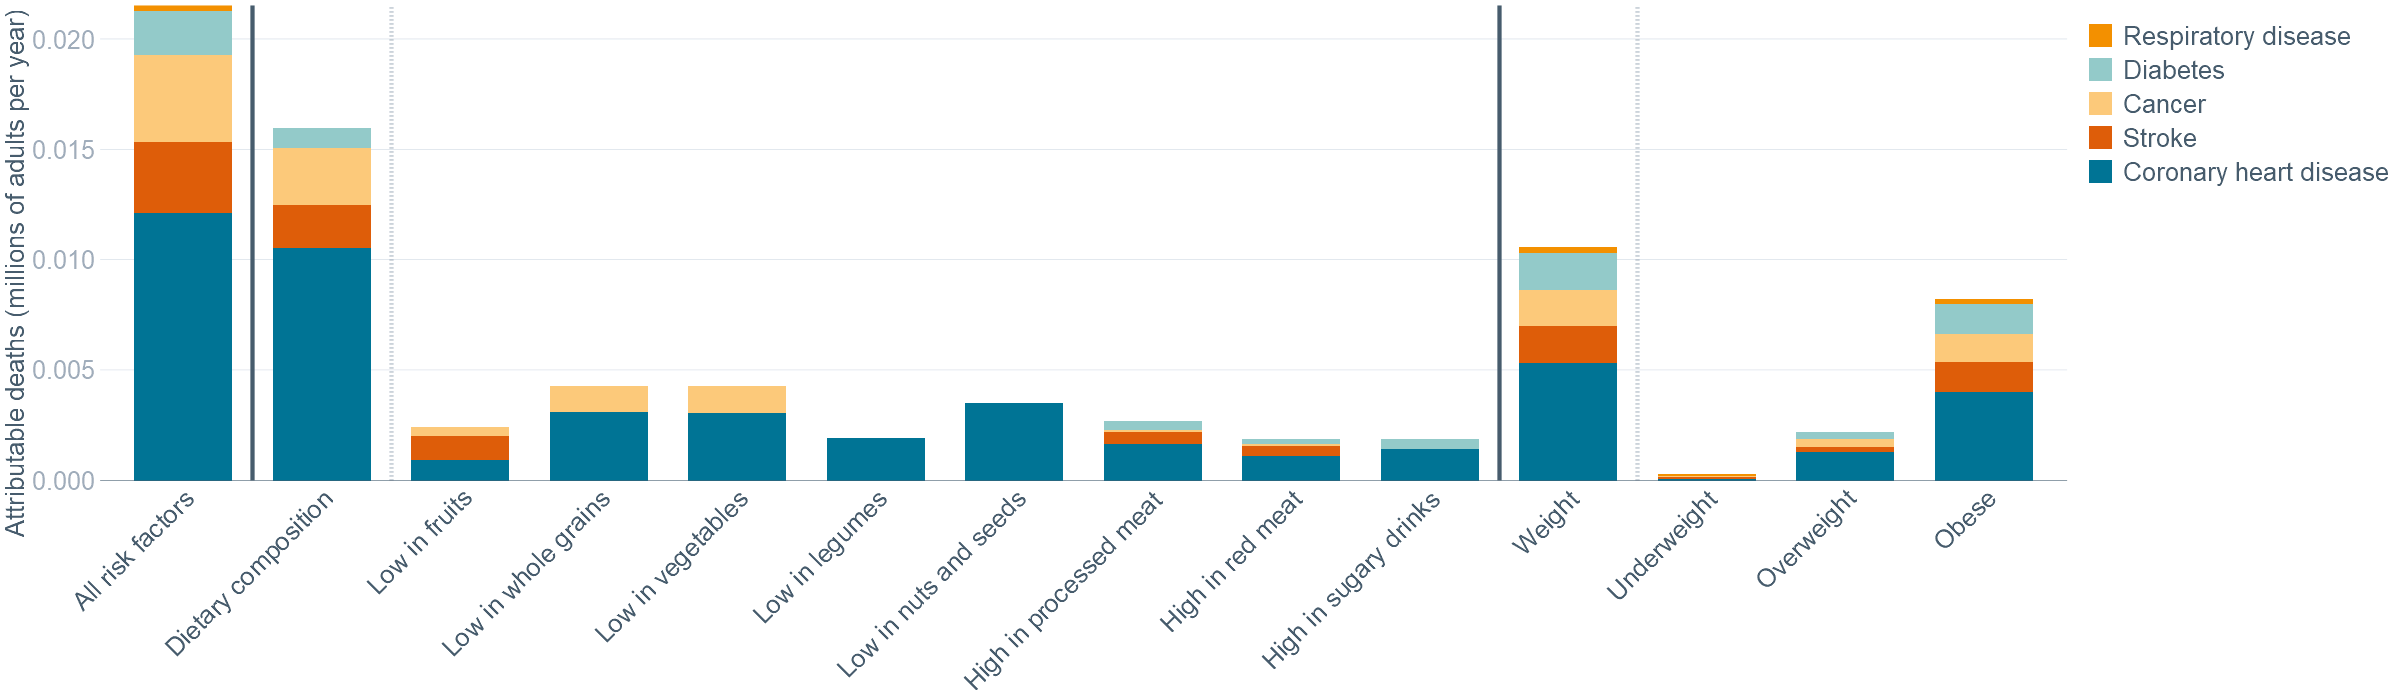 Attributable deaths (millions of adults per year)
0.020
0.015
0.010
0.005
0.000
All risk factors
Dietary composition
Low in fruits
Low in whole grains
Low in vegetables
Low in legumes
Low in nuts and seeds
High in processed meat
High in red meat
High in sugary drinks
Weight
Underweight
Overweight
Obese
Respiratory disease
Diabetes
Cancer
Stroke
Coronary heart disease